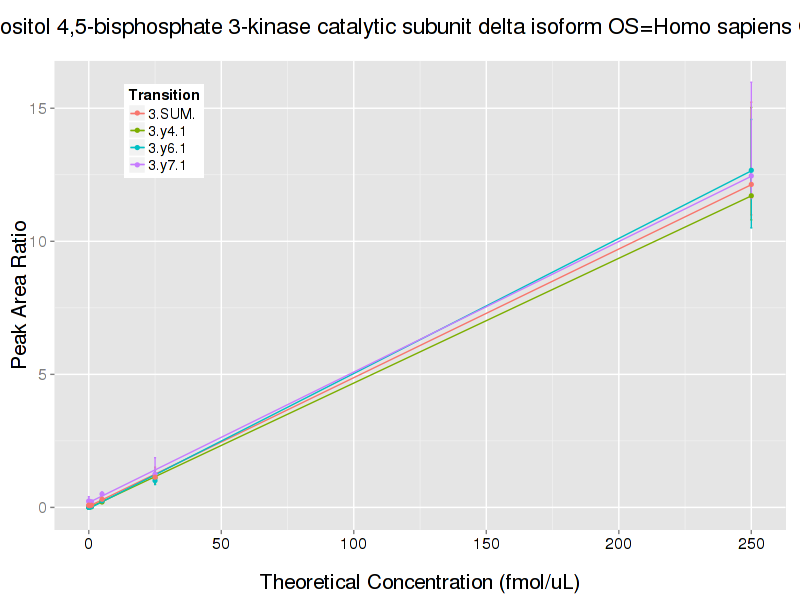 ositol 4,5-bisphosphate 3-kinase catalytic subunit delta isoform OS=Homo sapiens
Transition
3.SUM.
3.y4.1
3.y6.1
3.y7.1
Peak Area Ratio
15
10
5
0
0 50 100 150 200 250
Theoretical Concentration (fmol/uL)